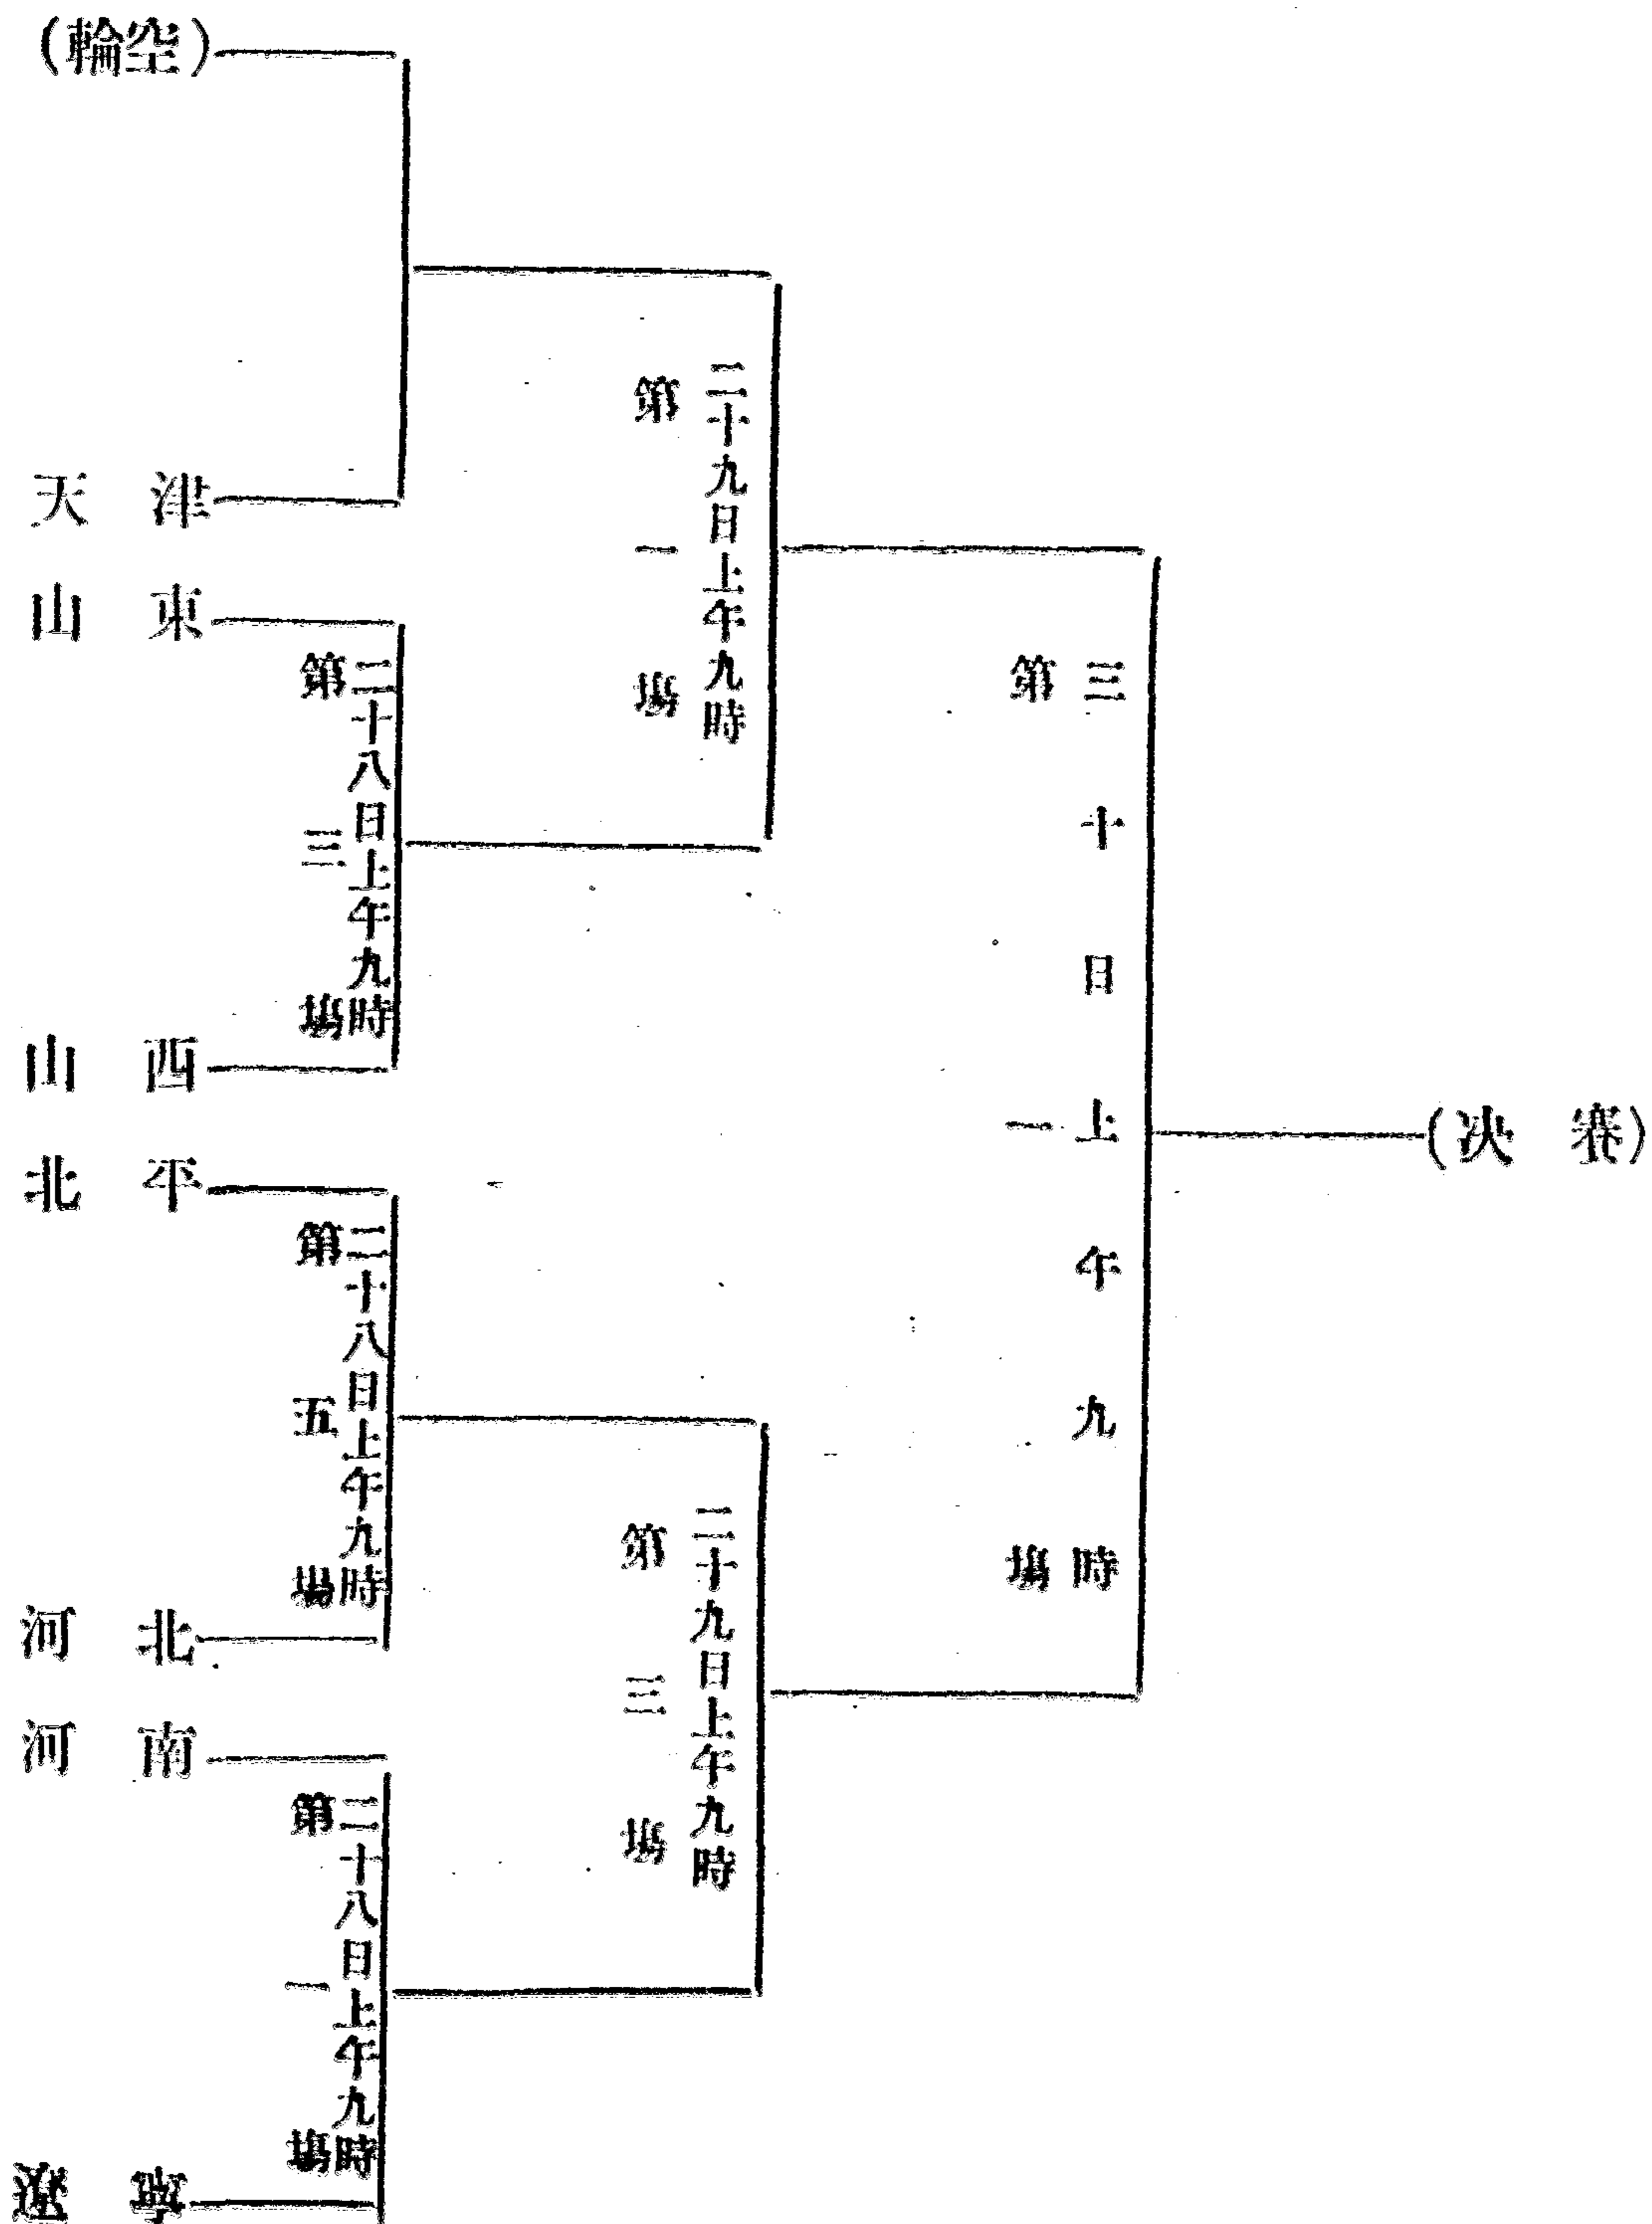 (輪空)
天 津
山 東
二十八日上午九時
第三場
山 西
北 平
二十八日上午九時
第五場
河 北
河 南
二十八日上午九時
第一場
遼 寧
二十九日上午九時
第一場
二十九日上午九時
第三場
三十日上午九時
第一場
(決 賽)